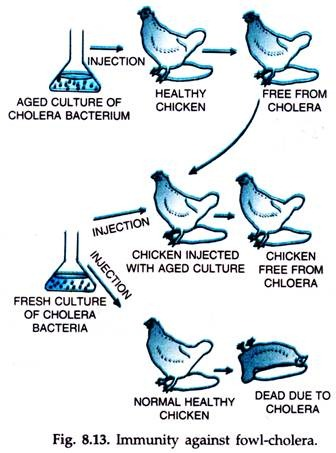 INJECTION
AGED CULTURE OF
CHOLERA BACTERIUM
HEALTHY
CHICKEN
FREE FROM
CHOLERA
INJECTION
CHICKEN INJECTED
WITH AGED CULTURE
CHICKEN
FREE FROM
CHLOERA
INJECTION
FRESH CULTURE
OF CHOLERA
BACTERIA
NORMAL HEALTHY
CHICKEN
DEAD DUE TO
CHOLERA
Fig. 8.13. Immunity against fowl-cholera.